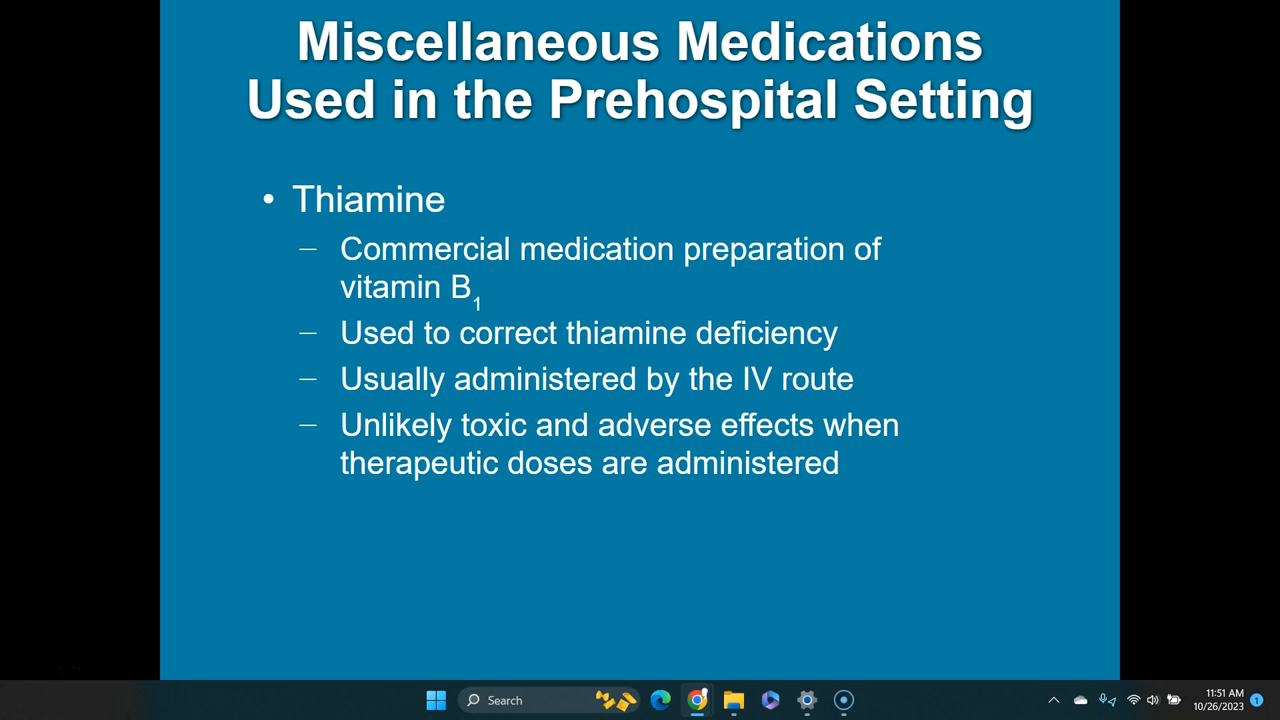 Miscellaneous Medications
Used in the Prehospital Setting
• Thiamine
– Commercial medication preparation of
vitamin B1
– Used to correct thiamine deficiency
– Usually administered by the IV route
– Unlikely toxic and adverse effects when
therapeutic doses are administered
Search
11:51 AM
10/26/2023
1